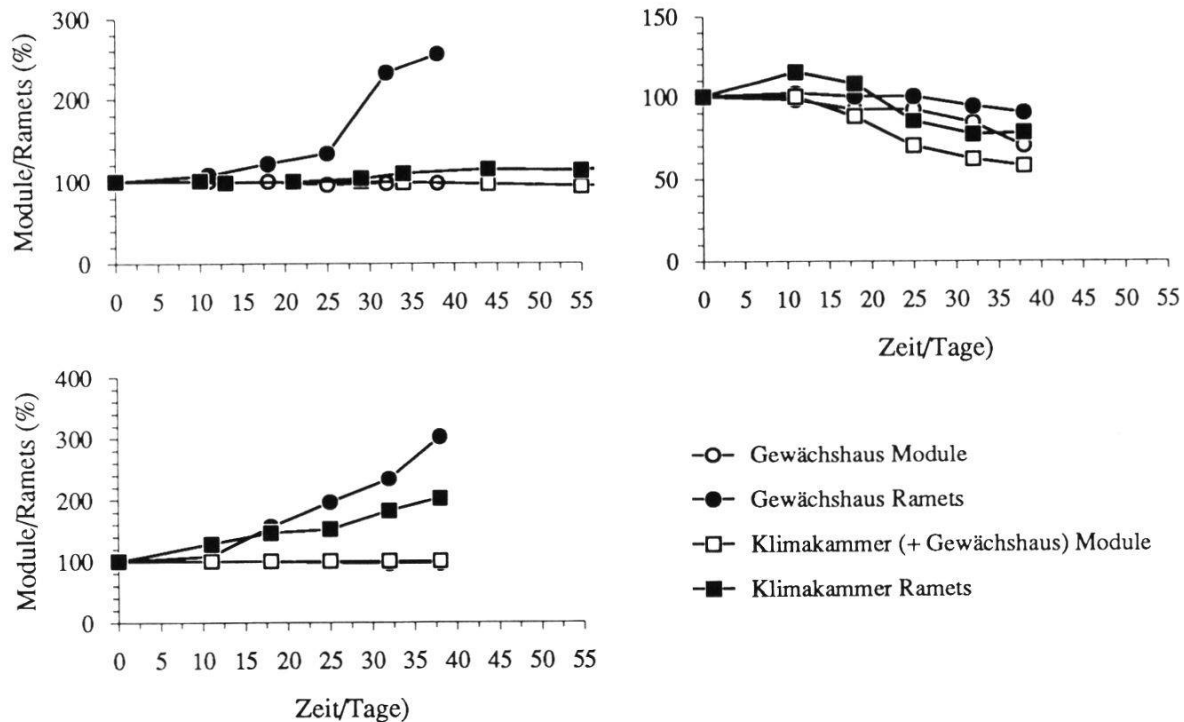 Module/Ramets (%)
300
200
100
0
0 5 10 15 20 25 30 35 40 45 50 55
150
100
50
0
0 5 10 15 20 25 30 35 40 45 50 55
Zeit/Tage)
Module/Ramets (%)
400
300
200
100
0
0 5 10 15 20 25 30 35 40 45 50 55
Zeit/Tage)
Gewächshaus Module
Gewächshaus Ramets
Klimakammer (+ Gewächshaus) Module
Klimakammer Ramets